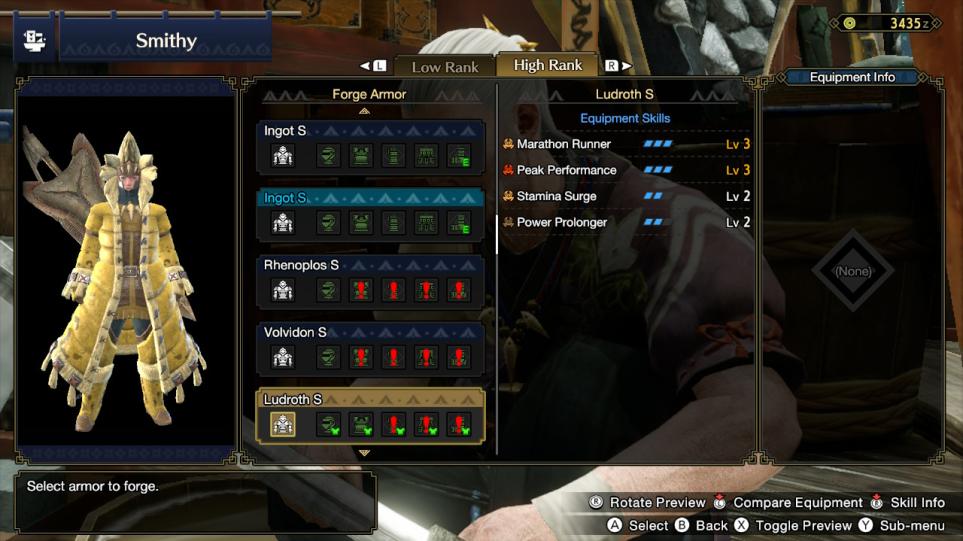 Smithy
3435z
L
Low Rank
High Rank
R
Forge Armor
Ingot S
E
Ingot S
E
Rhenoplos S
Volvidon S
Ludroth S
Ludroth S
Equipment Skills
Marathon Runner Lv 3
Peak Performance Lv 3
Stamina Surge Lv 2
Power Prolonger Lv 2
Equipment Info
(None)
Select armor to forge.
R Rotate Preview L Compare Equipment R Skill Info
A Select B Back X Toggle Preview Y Sub-menu